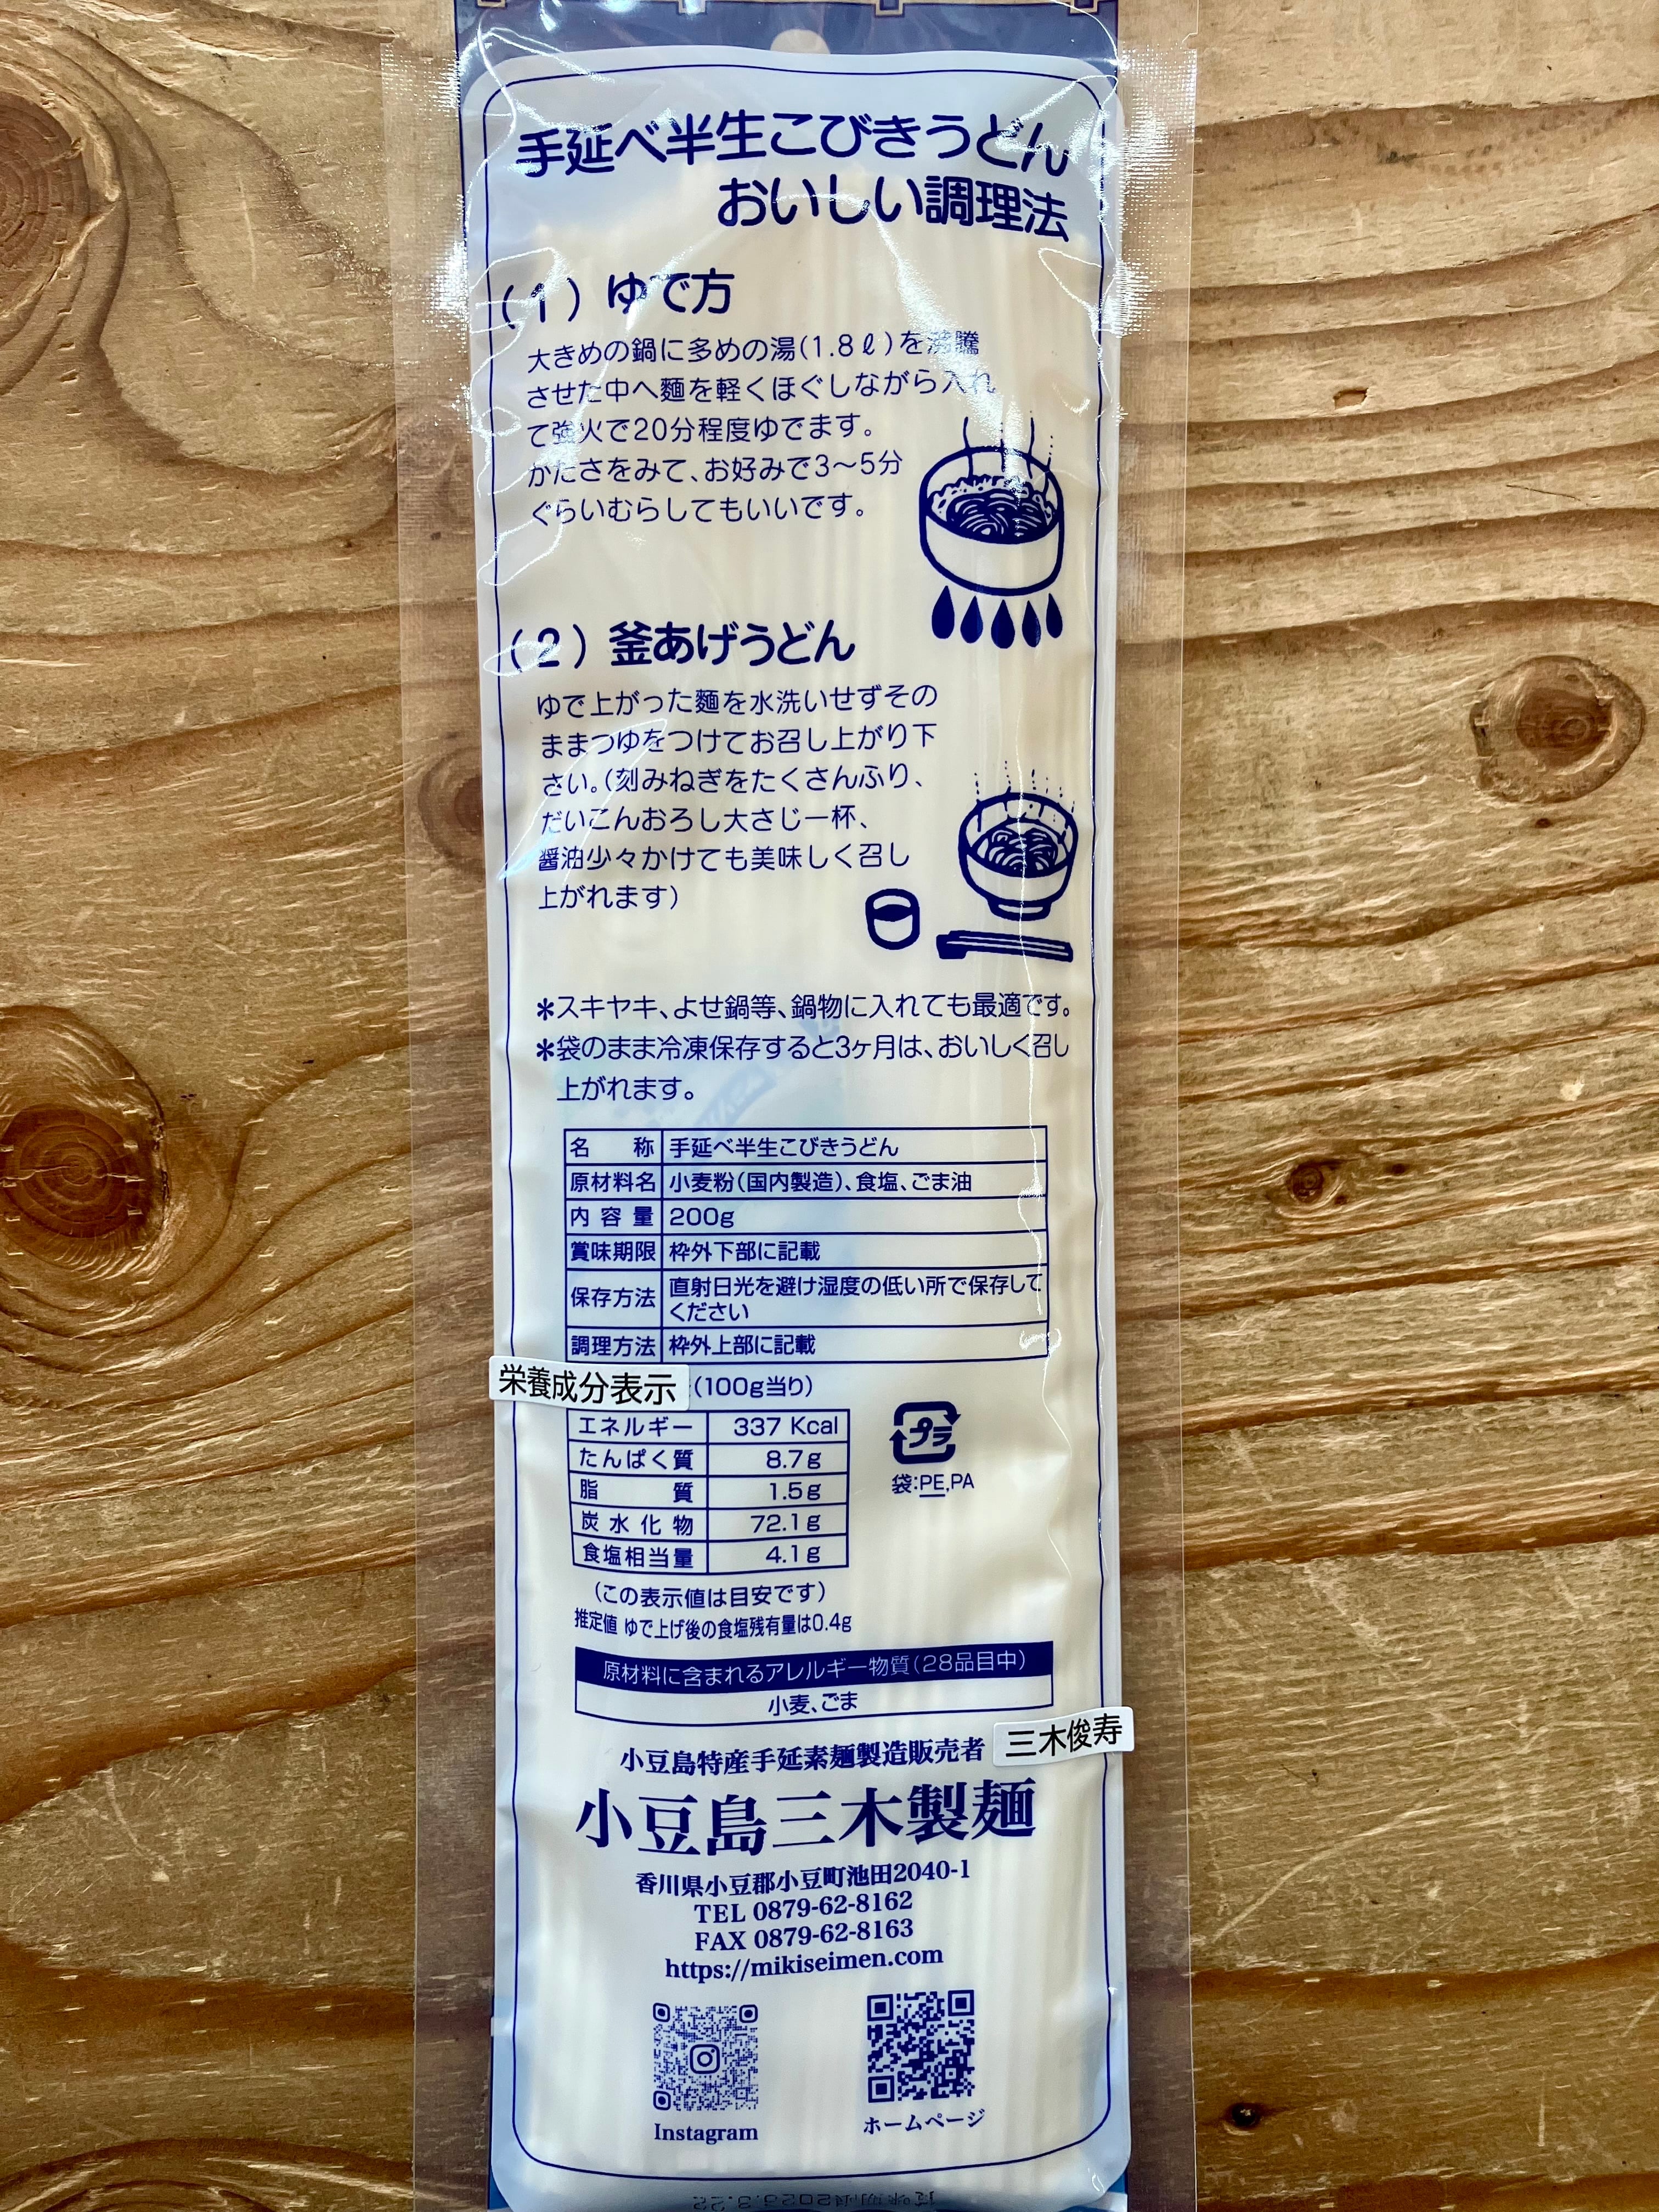 手延べ半生こびきうどん
おいしい調理法
(1) ゆで方
大きめの鍋に多めの湯(1.8ℓ)を沸騰
させた中へ麺を軽くほぐしながら入れ
て強火で20分程度ゆでます。
かたさをみて、お好みで3〜5分
ぐらいむらしてもいいです。
(2) 釜あげうどん
ゆで上がった麺を水洗いせずその
ままつゆをつけてお召し上がり下
さい。(刻みねぎをたくさんふり、
だいこんおろし大さじ一杯、
醤油少々かけても美味しく召し
上がれます)
＊スキヤキ、よせ鍋等、鍋物に入れても最適です。
＊袋のまま冷凍保存すると3ヶ月は、おいしく召し
上がれます。
名称 手延べ半生こびきうどん
原材料名 小麦粉(国内製造)、食塩、ごま油
内容量 200g
賞味期限 枠外下部に記載
保存方法 直射日光を避け湿度の低い所で保存して
ください
調理方法 枠外上部に記載
栄養成分表示 (100g当り)
エネルギー 337 Kcal
たんぱく質 8.7g
脂質 1.5g
炭水化物 72.1g
食塩相当量 4.1g
(この表示値は目安です)
推定値 ゆで上げ後の食塩残有量は0.4g
プラ
袋:PE,PA
原材料に含まれるアレルギー物質(28品目中)
小麦、ごま
小豆島特産手延素麺製造販売者 三木俊寿
小豆島三木製麺
香川県小豆郡小豆島町池田2040-1
TEL 0879-62-8162
FAX 0879-62-8163
https://mikiseimen.com
Instagram
ホームページ